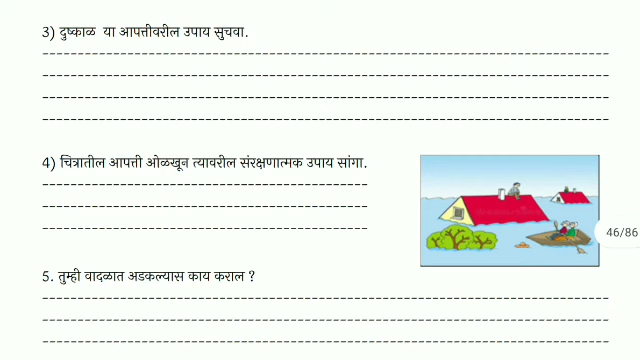 3) दुष्काळ या आपत्तीवरील उपाय सुचवा.
4) चित्रातील आपत्ती ओळखून त्यावरील संरक्षणात्मक उपाय सांगा.
46/86
5. तुम्ही वादळात अडकल्यास काय कराल ?